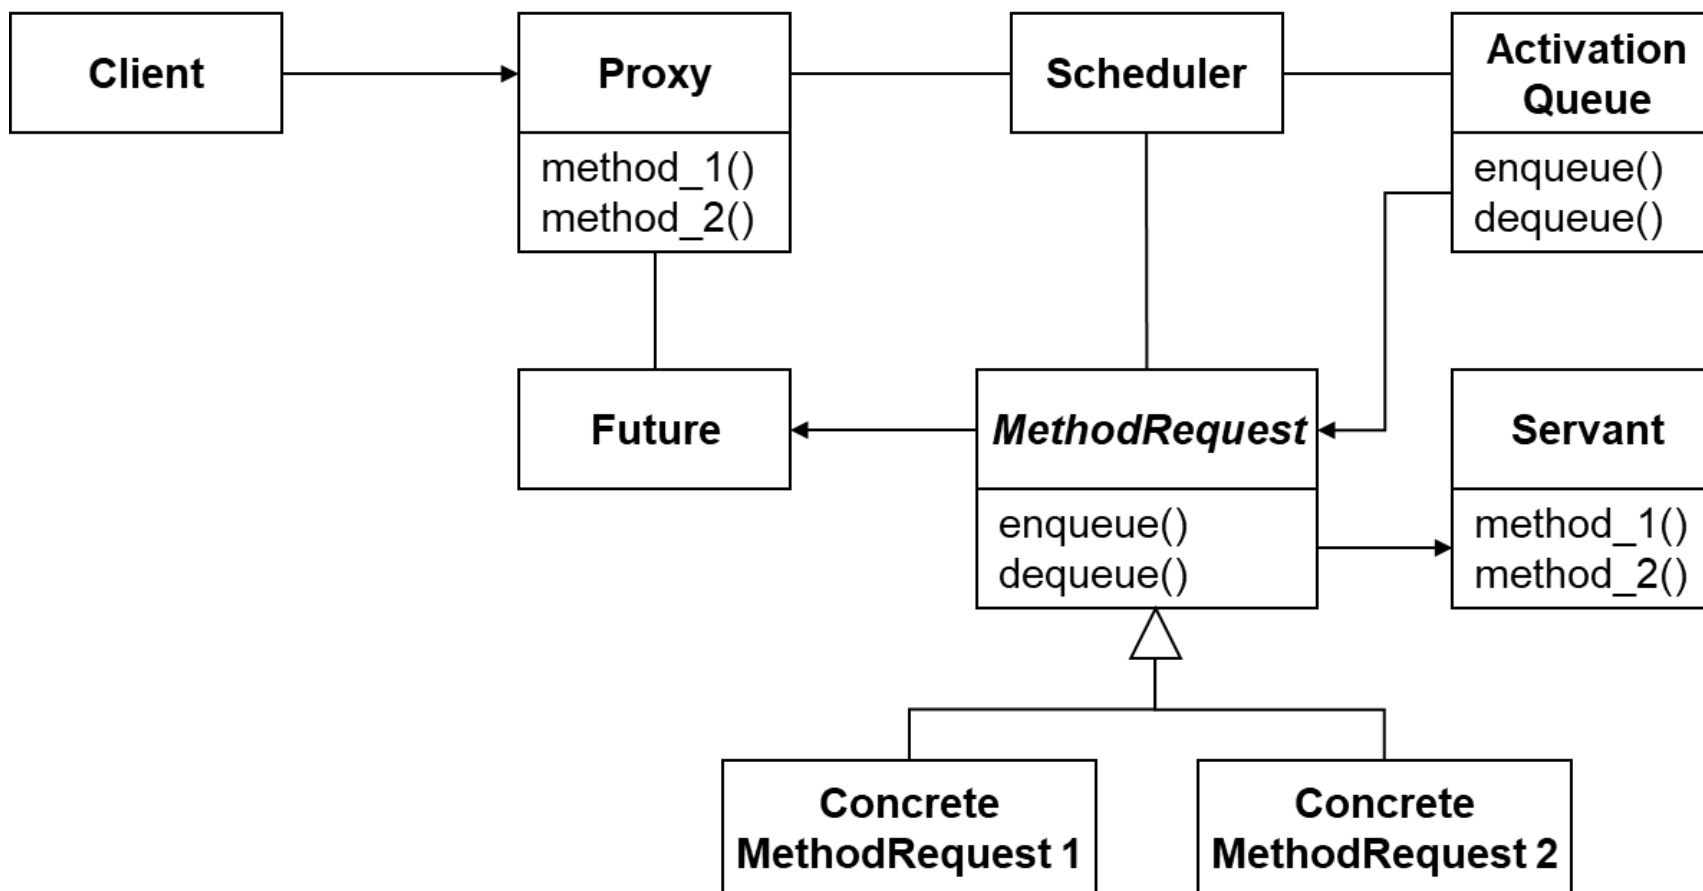 Client
Proxy
method_1()
method_2()
Scheduler
Activation
Queue
enqueue()
dequeue()
Future
MethodRequest
enqueue()
dequeue()
Servant
method_1()
method_2()
Concrete
MethodRequest 1
Concrete
MethodRequest 2